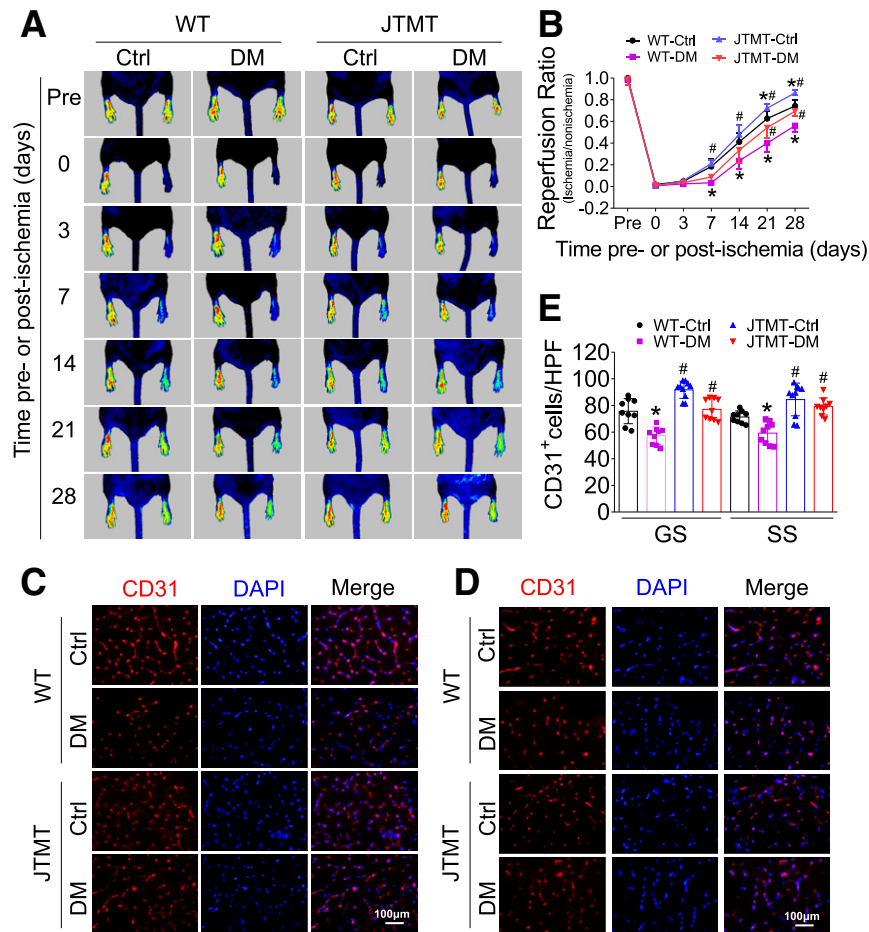 A
WT
JTMT
Ctrl
DM
Ctrl
DM
Time pre- or post-ischemia (days)
Pre
0
3
7
14
21
28
B
WT-Ctrl
JTMT-Ctrl
WT-DM
JTMT-DM
Reperfusion Ratio
(Ischemia/nonischemia)
1.0
0.8
0.6
0.4
0.2
0.0
-0.2
# # *# *#
# #
* * * *
Pre 0 3 7 14 21 28
Time pre- or post-ischemia (days)
E
WT-Ctrl
JTMT-Ctrl
WT-DM
JTMT-DM
CD31+cells/HPF
120
100
80
60
40
20
0
* # # * # #
GS
SS
C
CD31
DAPI
Merge
WT
Ctrl
DM
JTMT
Ctrl
DM
100μm
D
CD31
DAPI
Merge
WT
Ctrl
DM
JTMT
Ctrl
DM
100μm